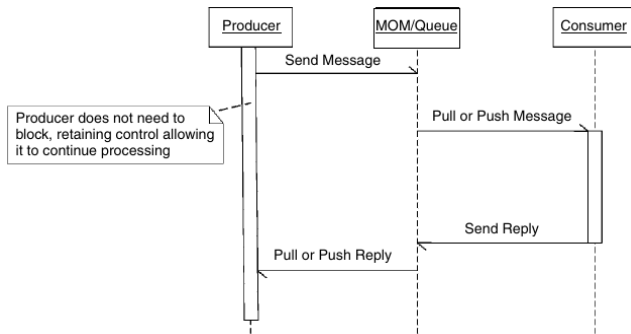 Producer
MOM/Queue
Consumer
Send Message
Producer does not need to
block, retaining control allowing
it to continue processing
Pull or Push Message
Send Reply
Pull or Push Reply